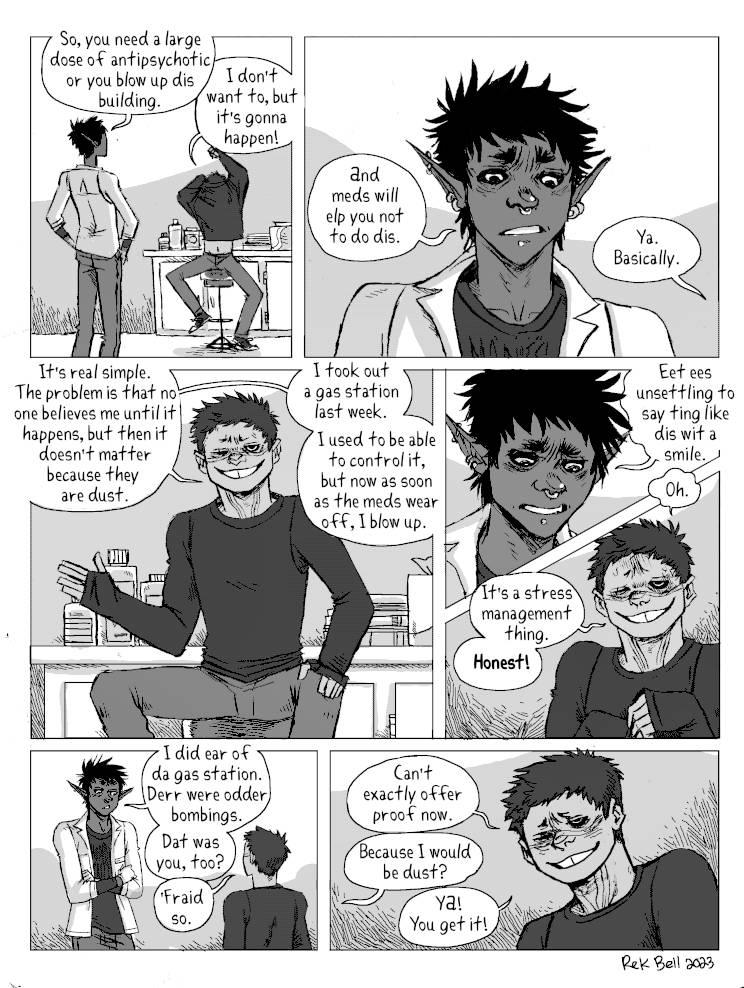 So, you need a large
dose of antipsychotic
or you blow up dis
building.
I don't
want to, but
it's gonna
happen!
and
meds will
elp you not
to do dis.
Ya.
Basically.
It's real simple.
The problem is that no
one believes me until it
happens, but then it
doesn't matter
because they
are dust.
I took out
a gas station
last week.
I used to be able
to control it,
but now as soon
as the meds wear
off, I blow up.
Eet ees
unsettling to
say ting like
dis wit a
smile.
Oh.
It's a stress
management
thing.
Honest!
I did ear of
da gas station.
Derr were odder
bombings.
Dat was
you, too?
'Fraid
so.
Can't
exactly offer
proof now.
Because I would
be dust?
Ya!
You get it!
Rek Bell 2023